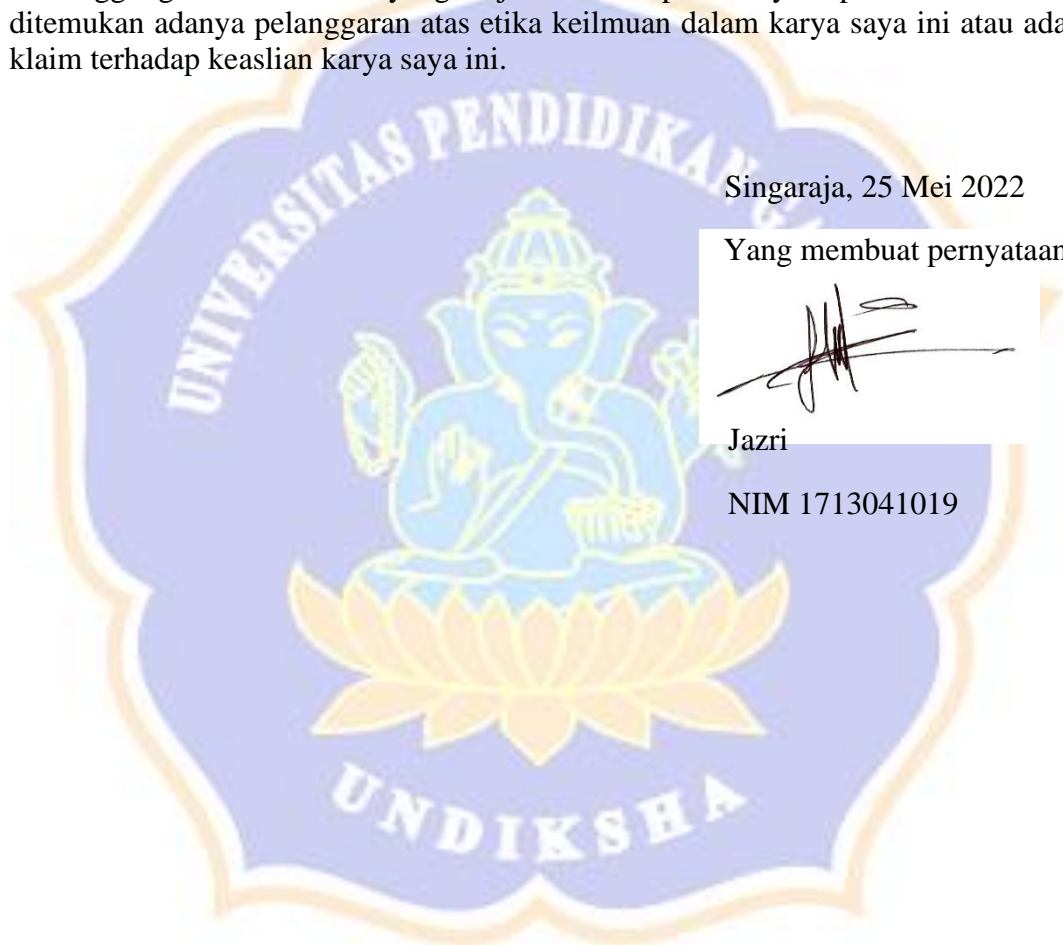 ditemukan adanya pelanggaran atas etika keilmuan dalam karya saya ini atau ada
klaim terhadap keaslian karya saya ini.
UNIVERSITAS PENDIDIKAN GA
Singaraja, 25 Mei 2022
Yang membuat pernyataan
Jazri
NIM 1713041019
UNDIKSHA